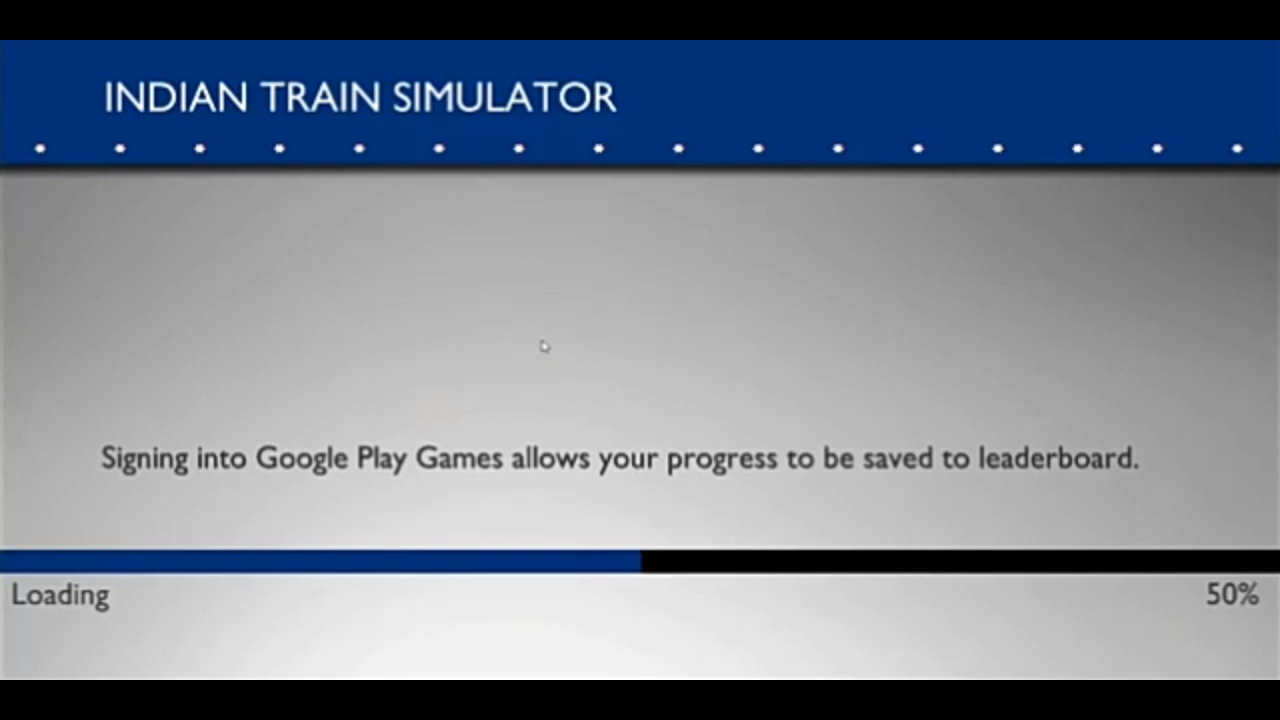 INDIAN TRAIN SIMULATOR
Signing into Google Play Games allows your progress to be saved to leaderboard.
Loading
50%